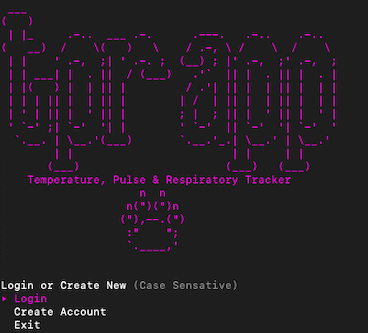 tpr app
Temperature, Pulse & Respiratory Tracker
Login or Create New (Case Sensative)
▸ Login
Create Account
Exit